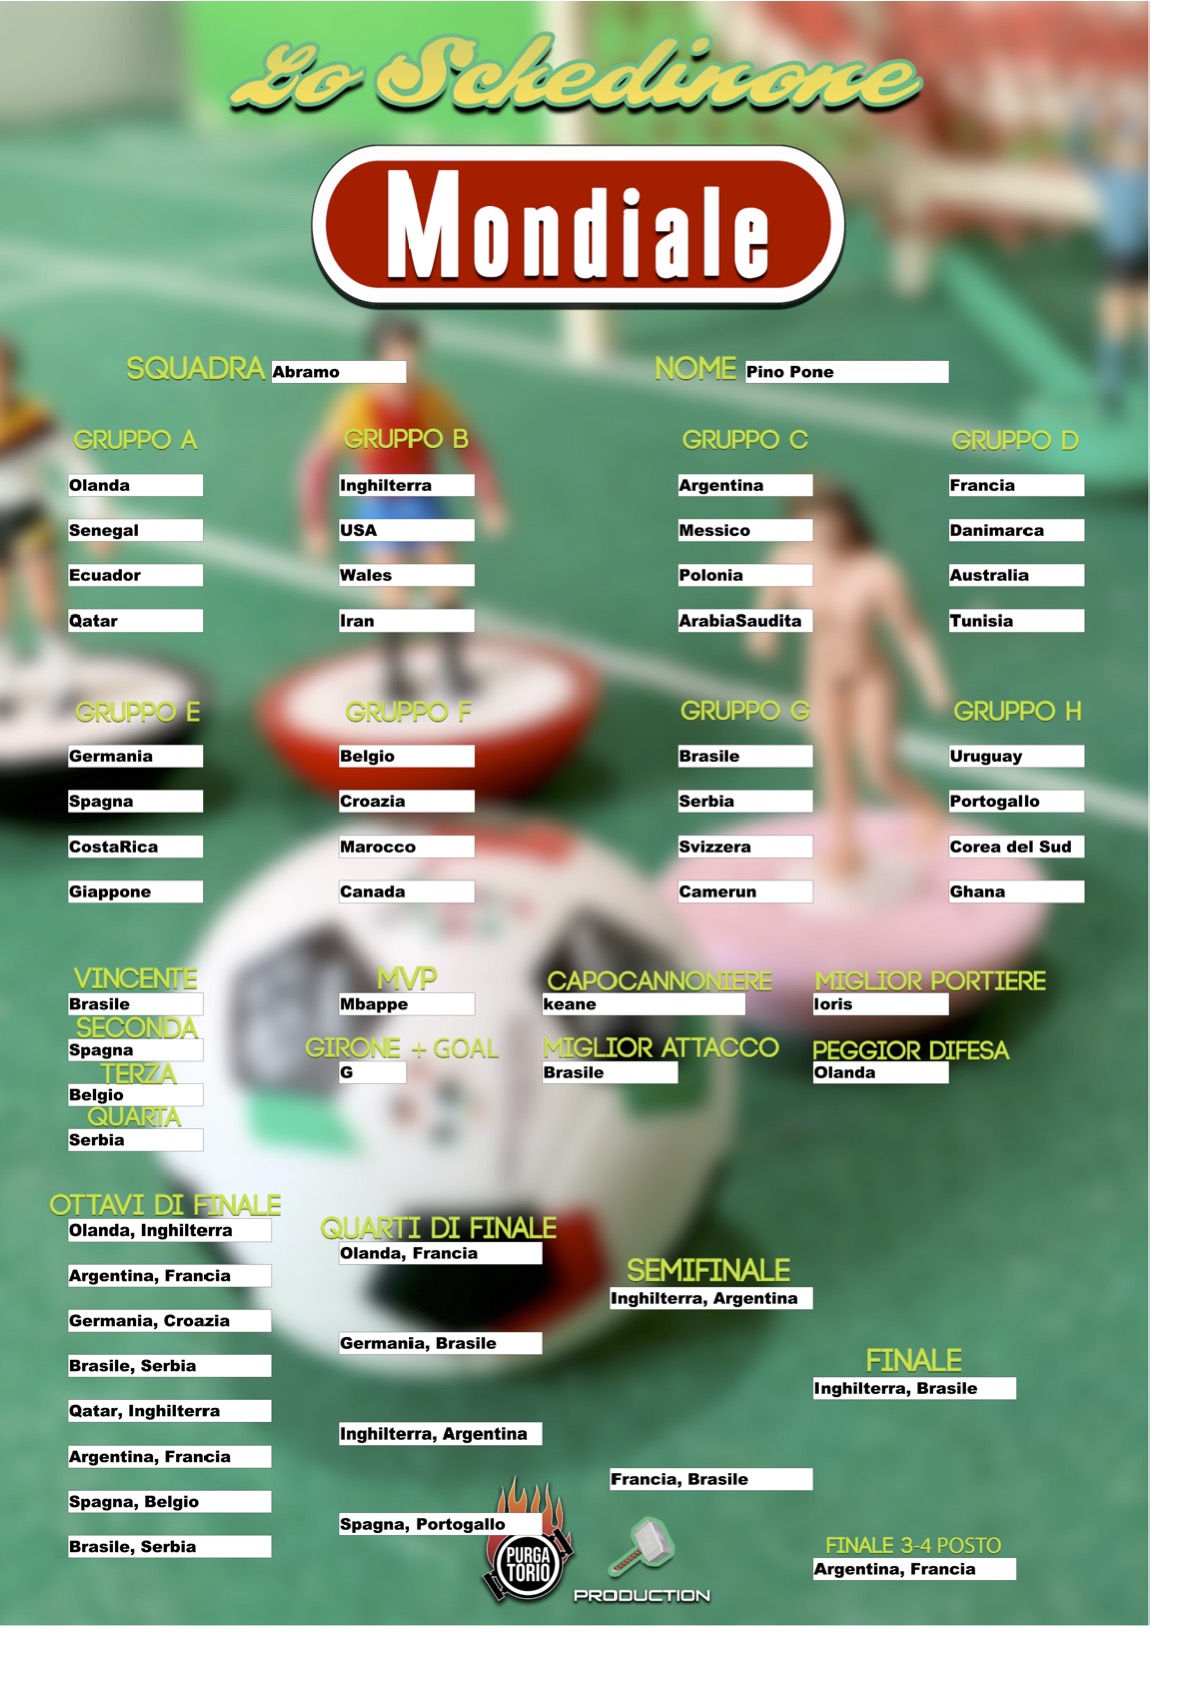 Lo Schedinone
Mondiale
SQUADRA Abramo NOME Pino Pone
GRUPPO A GRUPPO B GRUPPO C GRUPPO D
Olanda Inghilterra Argentina Francia
Senegal USA Messico Danimarca
Ecuador Wales Polonia Australia
Qatar Iran ArabiaSaudita Tunisia
GRUPPO E GRUPPO F GRUPPO G GRUPPO H
Germania Belgio Brasile Uruguay
Spagna Croazia Serbia Portogallo
CostaRica Marocco Svizzera Corea del Sud
Giappone Canada Camerun Ghana
VINCENTE MVP CAPOCANNONIERE MIGLIOR PORTIERE
Brasile Mbappe keane loris
SECONDA
Spagna
GIRONE + GOAL MIGLIOR ATTACCO PEGGIOR DIFESA
G Brasile Olanda
TERZA
Belgio
QUARTA
Serbia
OTTAVI DI FINALE
Olanda, Inghilterra
Argentina, Francia
Germania, Croazia
Brasile, Serbia
Qatar, Inghilterra
Argentina, Francia
Spagna, Belgio
Brasile, Serbia
QUARTI DI FINALE
Olanda, Francia
Germania, Brasile
Inghilterra, Argentina
Spagna, Portogallo
SEMIFINALE
Inghilterra, Argentina
Francia, Brasile
FINALE
Inghilterra, Brasile
FINALE 3-4 POSTO
Argentina, Francia
PURGA
TORIO
PRODUCTION